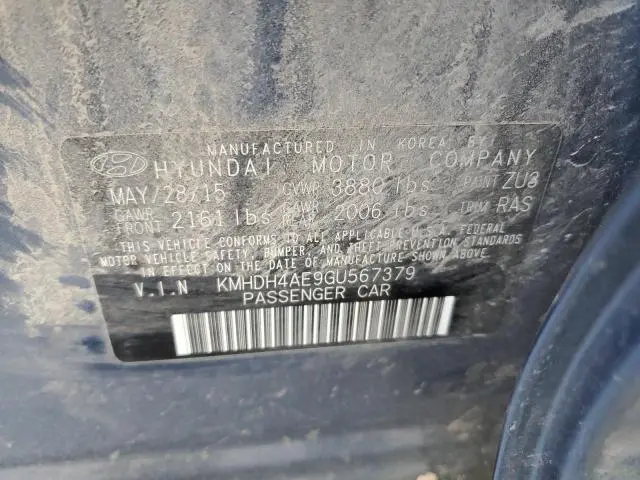 MANUFACTURED IN KOREA BY
HYUNDAI MOTOR COMPANY
MAY/28/15 GVWR 3880 lbs PAINT ZU3
GAWR FRONT 2161 lbs GAWR REAR 2006 lbs TRIM RAS
THIS VEHICLE CONFORMS TO ALL APPLICABLE U.S.A. FEDERAL
MOTOR VEHICLE SAFETY, BUMPER, AND THEFT PREVENTION STANDARDS
IN EFFECT ON THE DATE OF MANUFACTURE SHOWN ABOVE.
V.I.N KMHDH4AE9GU567379
PASSENGER CAR